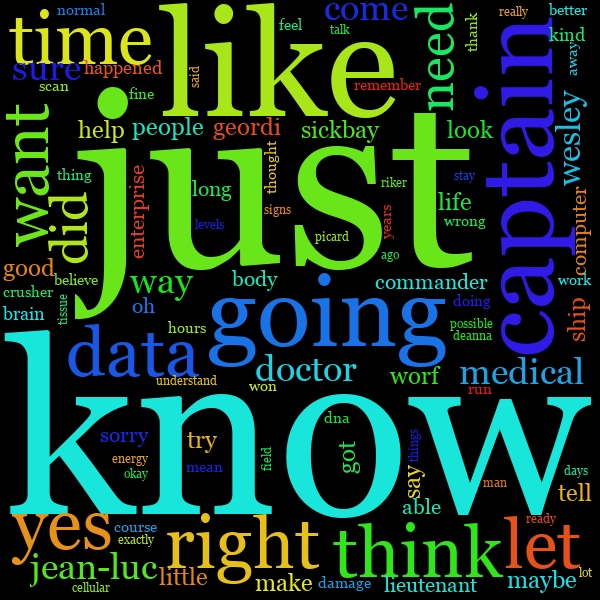 normal
come
really
better
time
like
feel
talk
need
thank
kind
away
sure
happened
said
remember
captain
scan
fine
just
want
did
help
people
geordi
sickbay
look
wesley
thing
enterprise
long
thought
riker
stay
life
computer
signs
levels
picard
years
wrong
good
believe
way
body
ago
commander
work
crusher
tissue
oh
going
doing
ship
brain
hours
possible
deanna
data
doctor
worf
medical
understand
won
run
know
dna
sorry
try
field
got
things
energy
mean
say
man
days
okay
able
tell
yes
course
right
think
let
ready
exactly
jean-luc
little
make
damage
lieutenant
maybe
lot
cellular